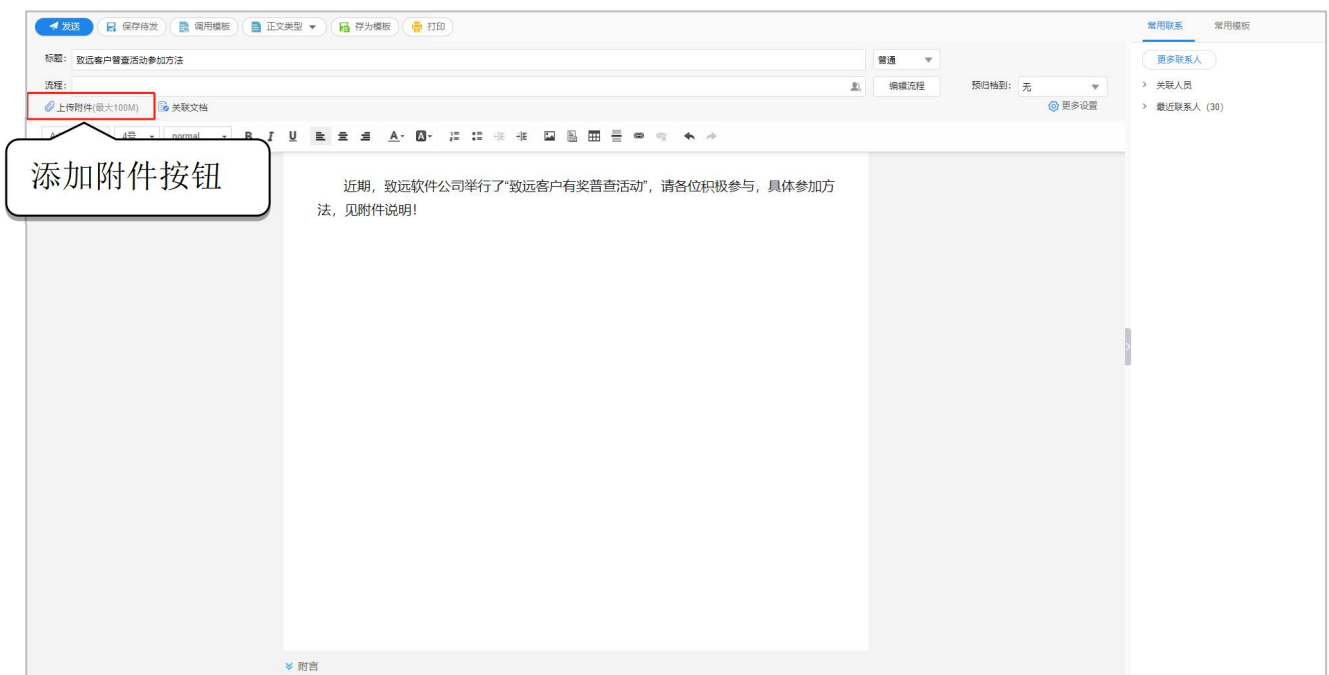 发送 保存待发 调用模板 正文类型 存为模板 打印 常用联系 常用模板
标题: 致远客户普查活动参加方法 普通 更多联系人
流程: 编辑流程 预归档到: 无 关联人员
上传附件(最大100M) 关联文档 更多设置 最近联系人 (30)
4号 normal B I U A A
添加附件按钮
近期，致远软件公司举行了“致远客户有奖普查活动”，请各位积极参与，具体参加方
法，见附件说明！
附言